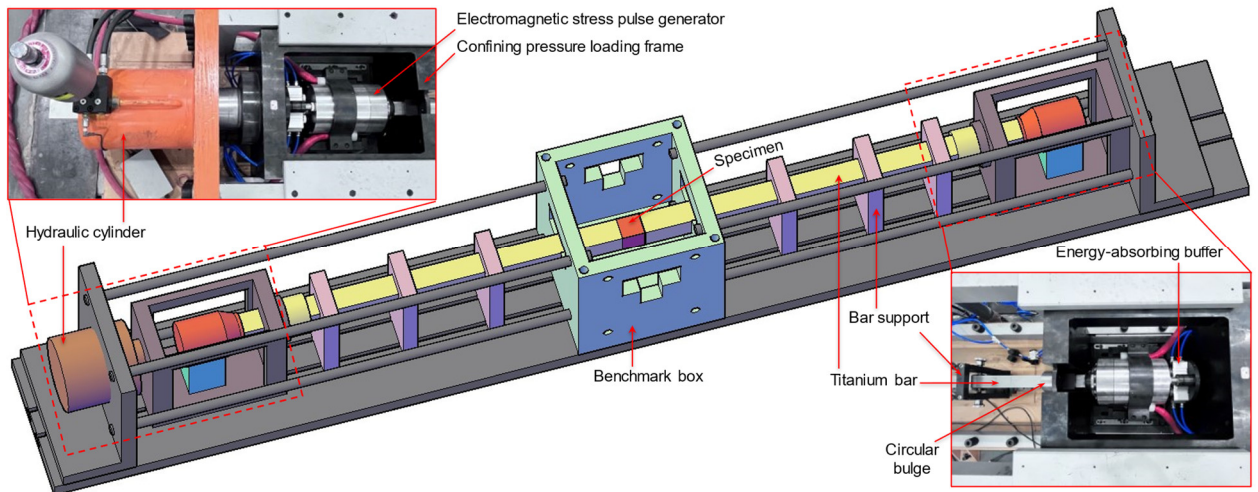 Electromagnetic stress pulse generator
Confining pressure loading frame
Specimen
Hydraulic cylinder
Energy-absorbing buffer
Bar support
Benchmark box
Titanium bar
Circular
bulge